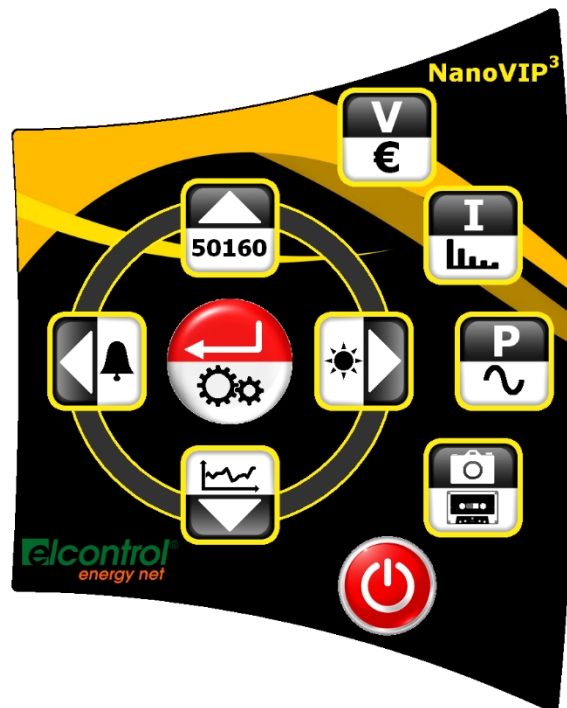 NanoVIP³
V
€
I
50160
P
elcontrol®
energy net